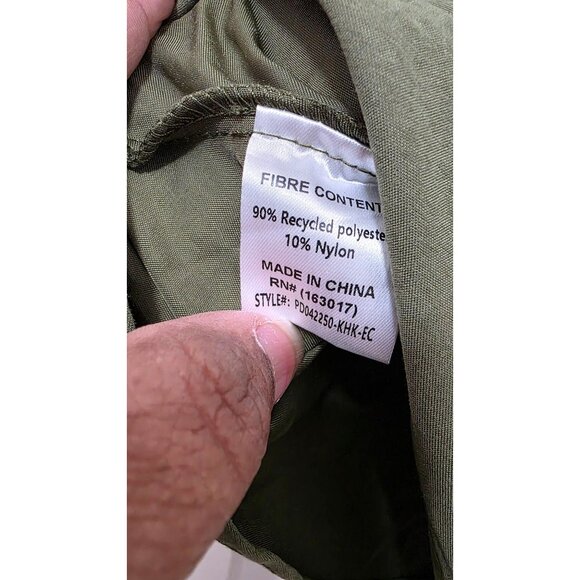 FIBRE CONTENT
90% Recycled polyeste
10% Nylon
MADE IN CHINA
RN# (163017)
STYLE#: PD042250-KHK-EC